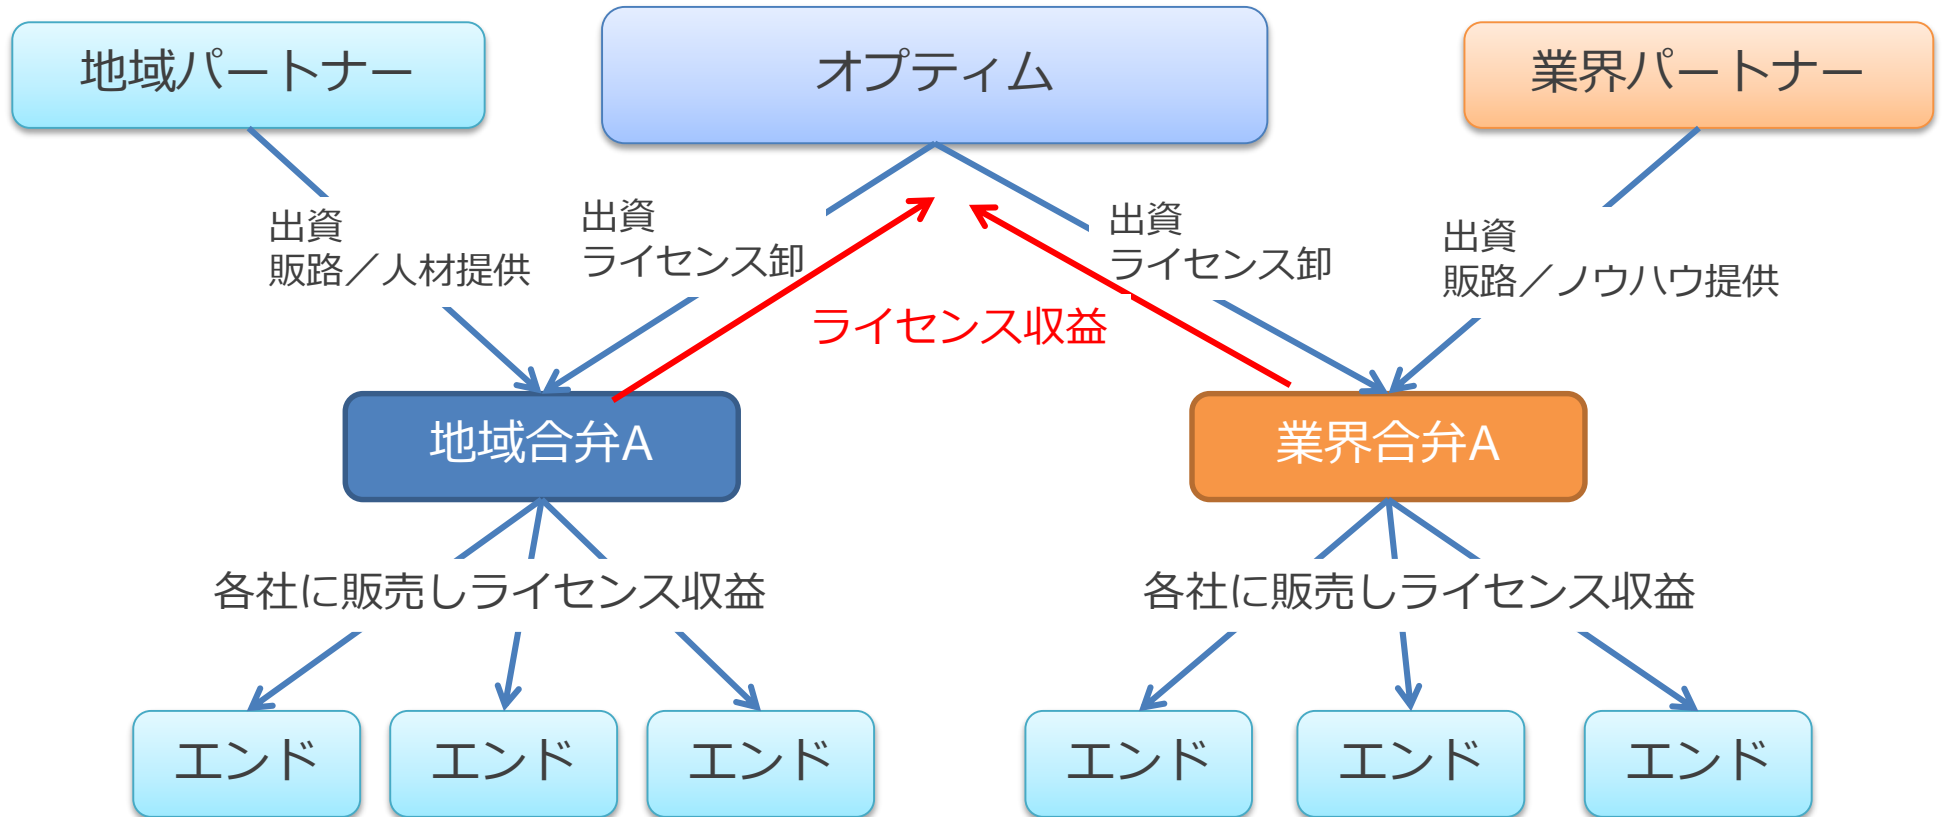 地域パートナー
オプティム
業界パートナー
出資
販路／人材提供
出資
ライセンス卸
出資
ライセンス卸
出資
販路／ノウハウ提供
ライセンス収益
地域合弁A
業界合弁A
各社に販売しライセンス収益
各社に販売しライセンス収益
エンド
エンド
エンド
エンド
エンド
エンド